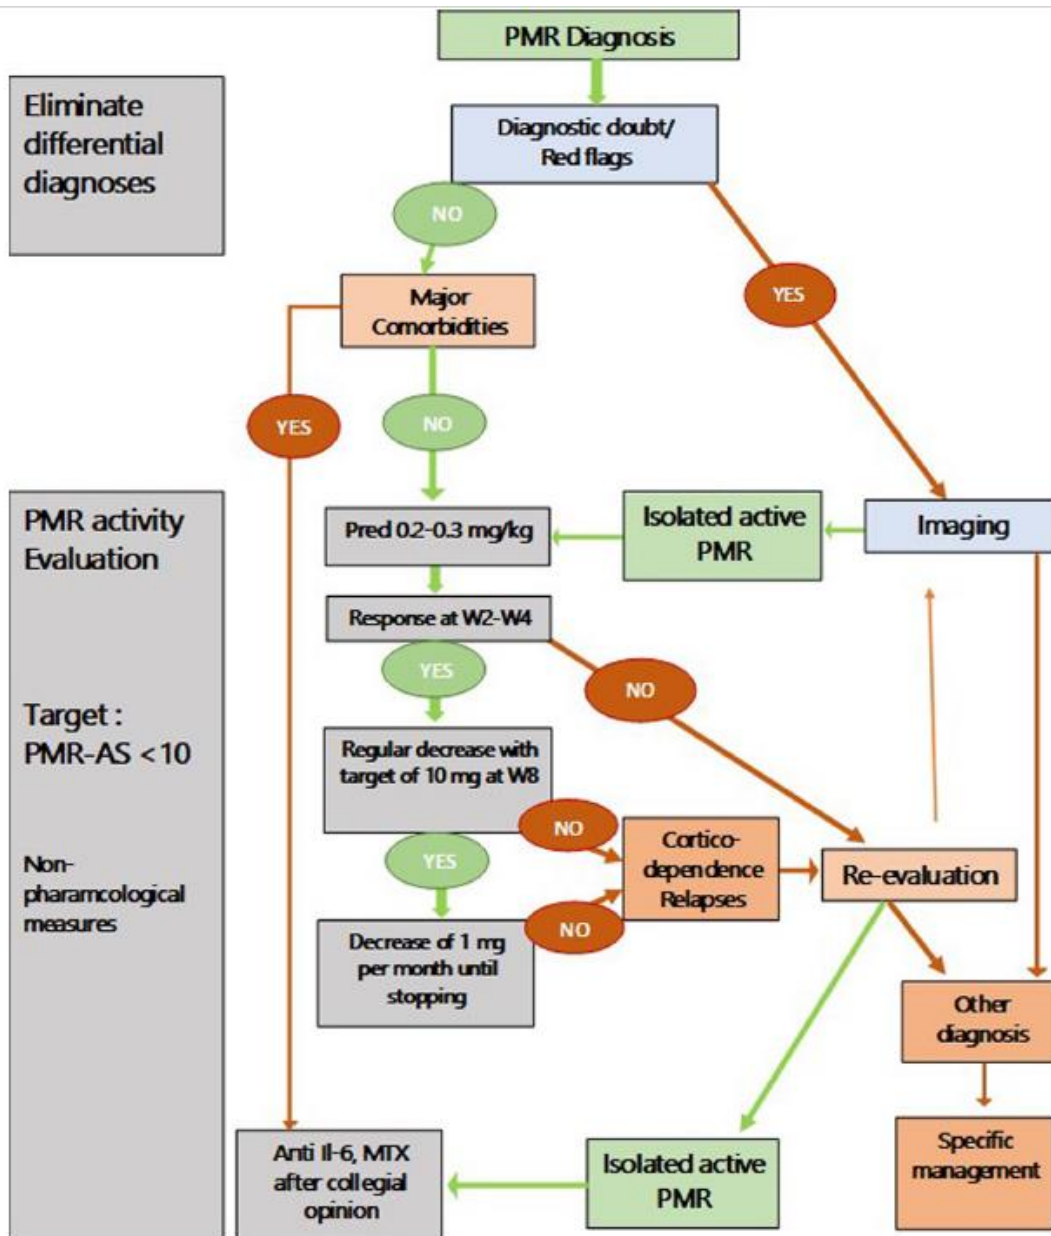 PMR Diagnosis
Eliminate
differential
diagnoses
Diagnostic doubt/
Red flags
NO
YES
Major
Comorbidities
YES
NO
PMR activity
Evaluation
Target :
PMR-AS <10
Non-
pharamcological
measures
Pred 0.2-0.3 mg/kg
Isolated active
PMR
Imaging
Response at W2-W4
YES
NO
Regular decrease with
target of 10 mg at W8
NO
YES
Cortico-
dependence
Relapses
Re-evaluation
NO
Decrease of 1 mg
per month until
stopping
Other
diagnosis
Anti Il-6, MTX
after collegial
opinion
Isolated active
PMR
Specific
management